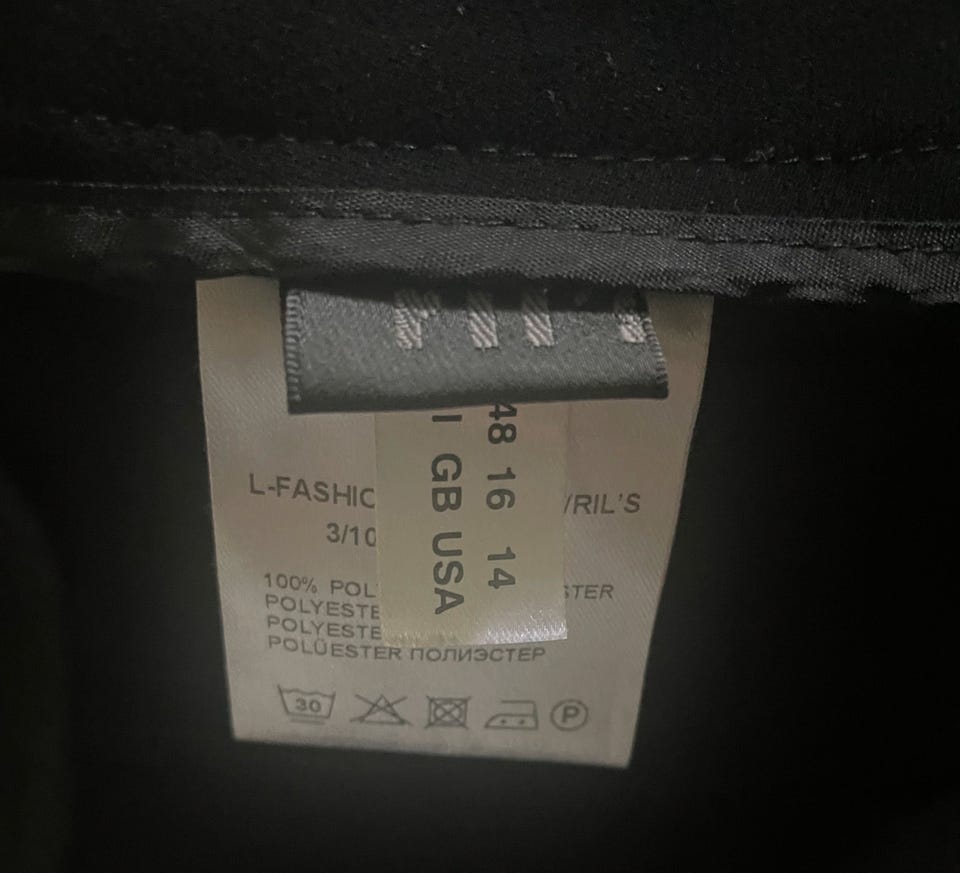 48 16 14
I GB USA
L-FASHIO
/RIL'S
3/10
100% POL
STER
POLYESTE
POLYESTE
POLÜESTER ПОЛИЭСТЕР
30
P